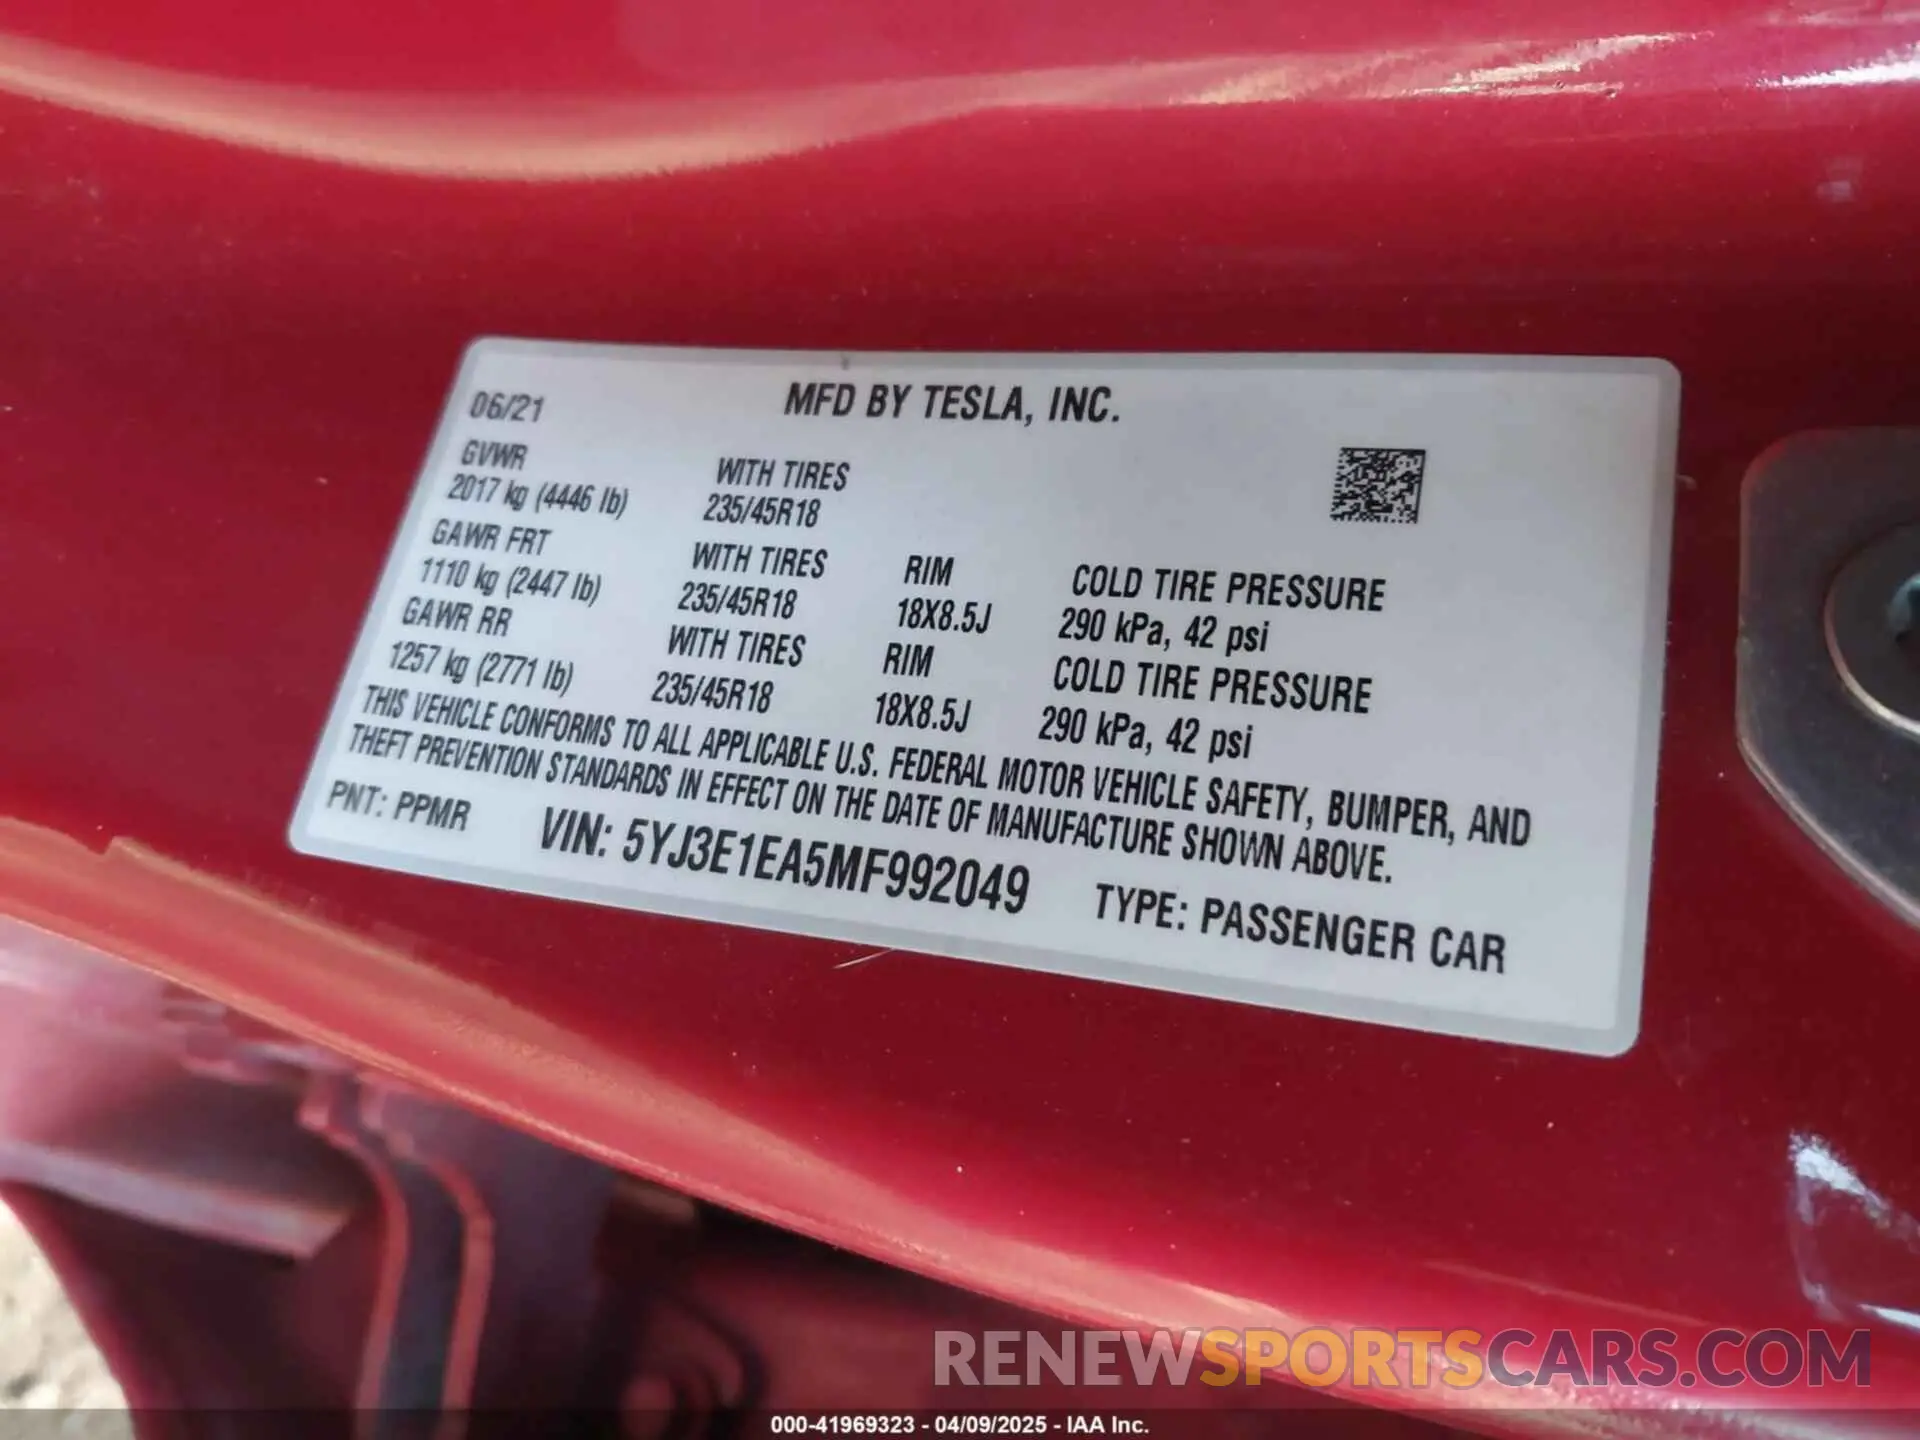 06/21 MFD BY TESLA, INC.
GVWR WITH TIRES
2017 kg (4446 lb) 235/45R18
GAWR FRT WITH TIRES RIM COLD TIRE PRESSURE
1110 kg (2447 lb) 235/45R18 18X8.5J 290 kPa, 42 psi
GAWR RR WITH TIRES RIM COLD TIRE PRESSURE
1257 kg (2771 lb) 235/45R18 18X8.5J 290 kPa, 42 psi
THIS VEHICLE CONFORMS TO ALL APPLICABLE U.S. FEDERAL MOTOR VEHICLE SAFETY, BUMPER, AND
THEFT PREVENTION STANDARDS IN EFFECT ON THE DATE OF MANUFACTURE SHOWN ABOVE.
PNT: PPMR VIN: 5YJ3E1EA5MF992049 TYPE: PASSENGER CAR
RENEWSPORTSCARS.COM
000-41969323 - 04/09/2025 - IAA Inc.